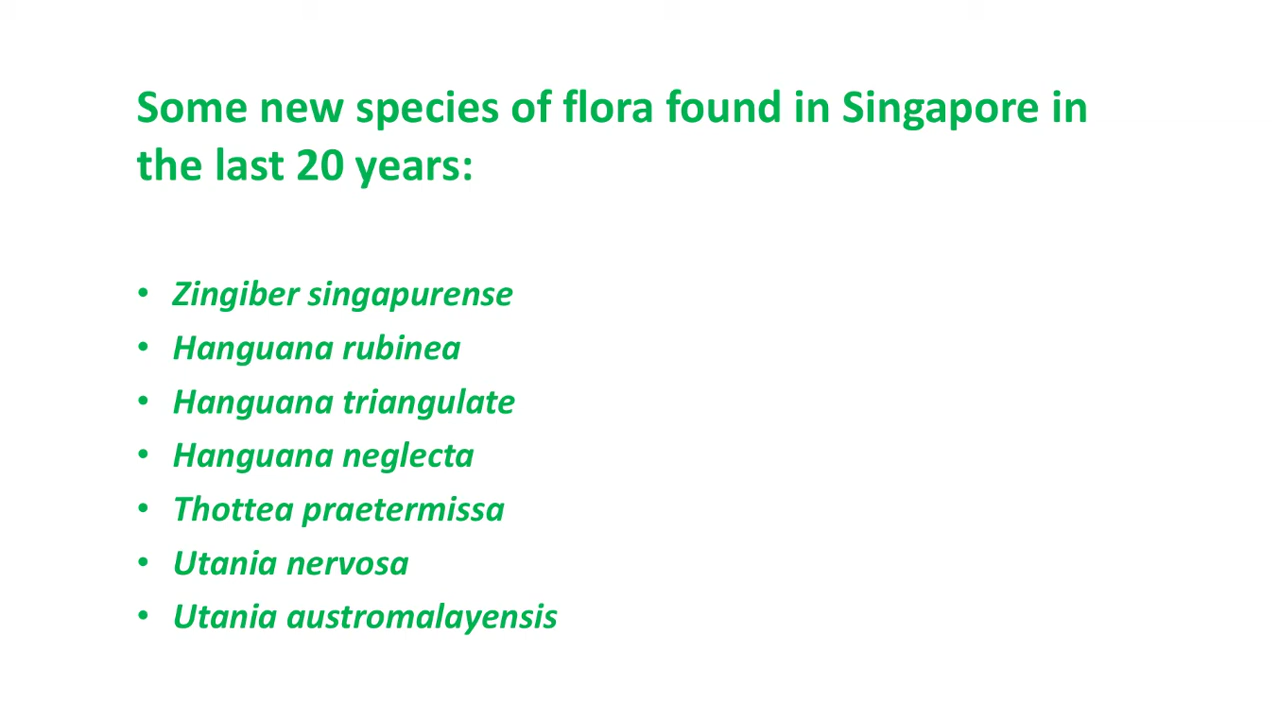 Some new species of flora found in Singapore in
the last 20 years:
• Zingiber singapurense
• Hanguana rubinea
• Hanguana triangulate
• Hanguana neglecta
• Thottea praetermissa
• Utania nervosa
• Utania austromalayensis